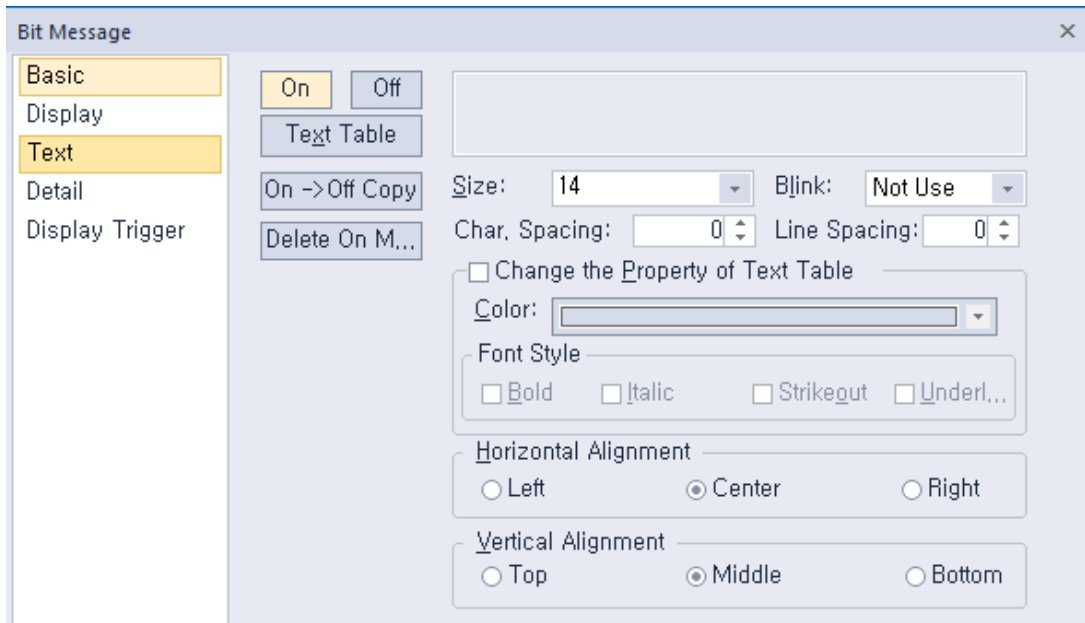 Bit Message
Basic
Display
Text
Detail
Display Trigger
On Off
Text Table
On ->Off Copy
Delete On M...
Size: 14 Blink: Not Use
Char. Spacing: 0 Line Spacing: 0
Change the Property of Text Table
Color:
Font Style
Bold Italic Strikeout Underl...
Horizontal Alignment
Left Center Right
Vertical Alignment
Top Middle Bottom